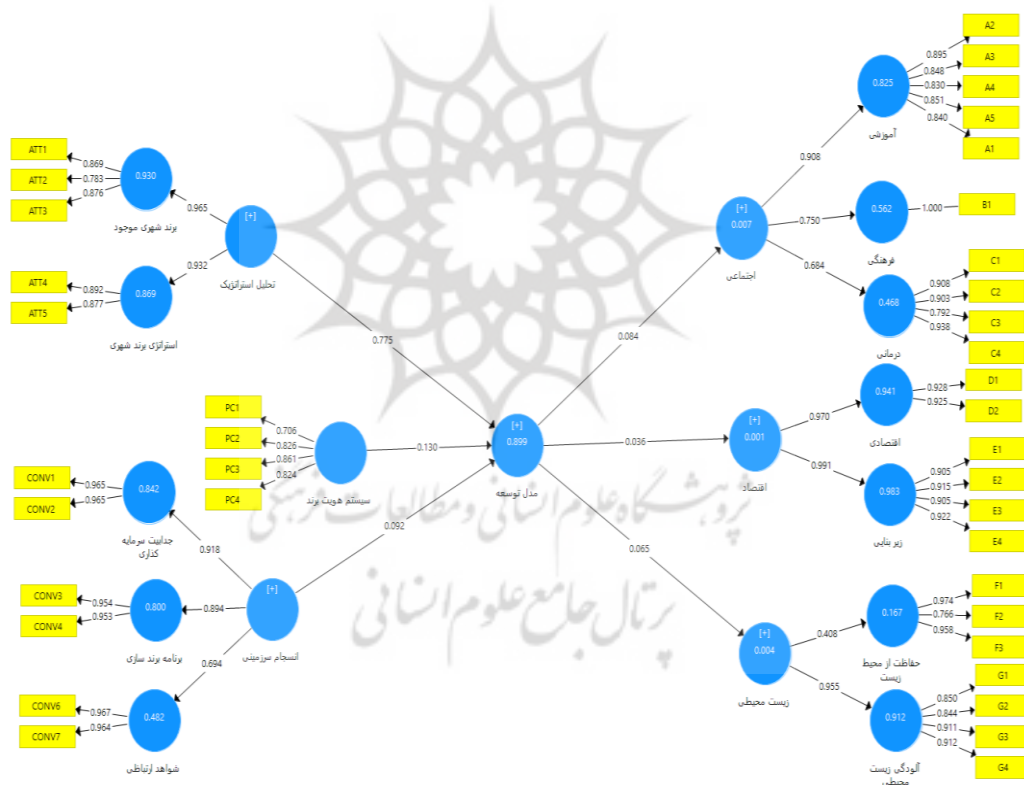 A2
0.895
A3
0.848
0.825
0.830
A4
0.851
A5
0.840
آموزشی
A1
0.908
ATT1
0.869
0.930
ATT2
0.783
ATT3
0.876
برند شهری موجود
0.965
[+]
تحلیل استراتژیک
0.932
ATT4
0.892
0.869
ATT5
0.877
استراتژی برند شهری
[+]
0.007
اجتماعی
0.750
0.562
1.000
B1
فرهنگی
0.684
C1
0.908
C2
0.903
0.468
0.792
C3
0.938
درمانی
C4
0.775
0.084
PC1
0.706
PC2
0.826
PC3
0.861
PC4
0.824
سیستم هویت برند
0.130
[+]
0.899
مدل توسعه
0.036
[+]
0.001
اقتصاد
0.970
0.941
0.928
D1
0.925
D2
اقتصادی
0.991
E1
0.905
E2
0.915
0.983
0.905
E3
0.922
زیر بنایی
E4
CONV1
0.965
0.842
0.965
CONV2
جذابیت سرمایه
گذاری
0.918
0.092
0.065
پژوهشگاه علوم انسانی و مطالعات فرهنگی
پرتال جامع علوم انسانی
CONV3
0.954
0.800
0.953
CONV4
برنامه برند سازی
0.894
[+]
انسجام سرزمینی
0.694
CONV6
0.967
0.482
0.964
CONV7
شواهد ارتباطی
[+]
0.004
زیست محیطی
0.408
0.167
F1
0.974
F2
0.766
F3
0.958
حفاظت از محیط
زیست
0.955
G1
0.850
G2
0.844
0.912
0.911
G3
0.912
G4
آلودگی زیست
محیطی